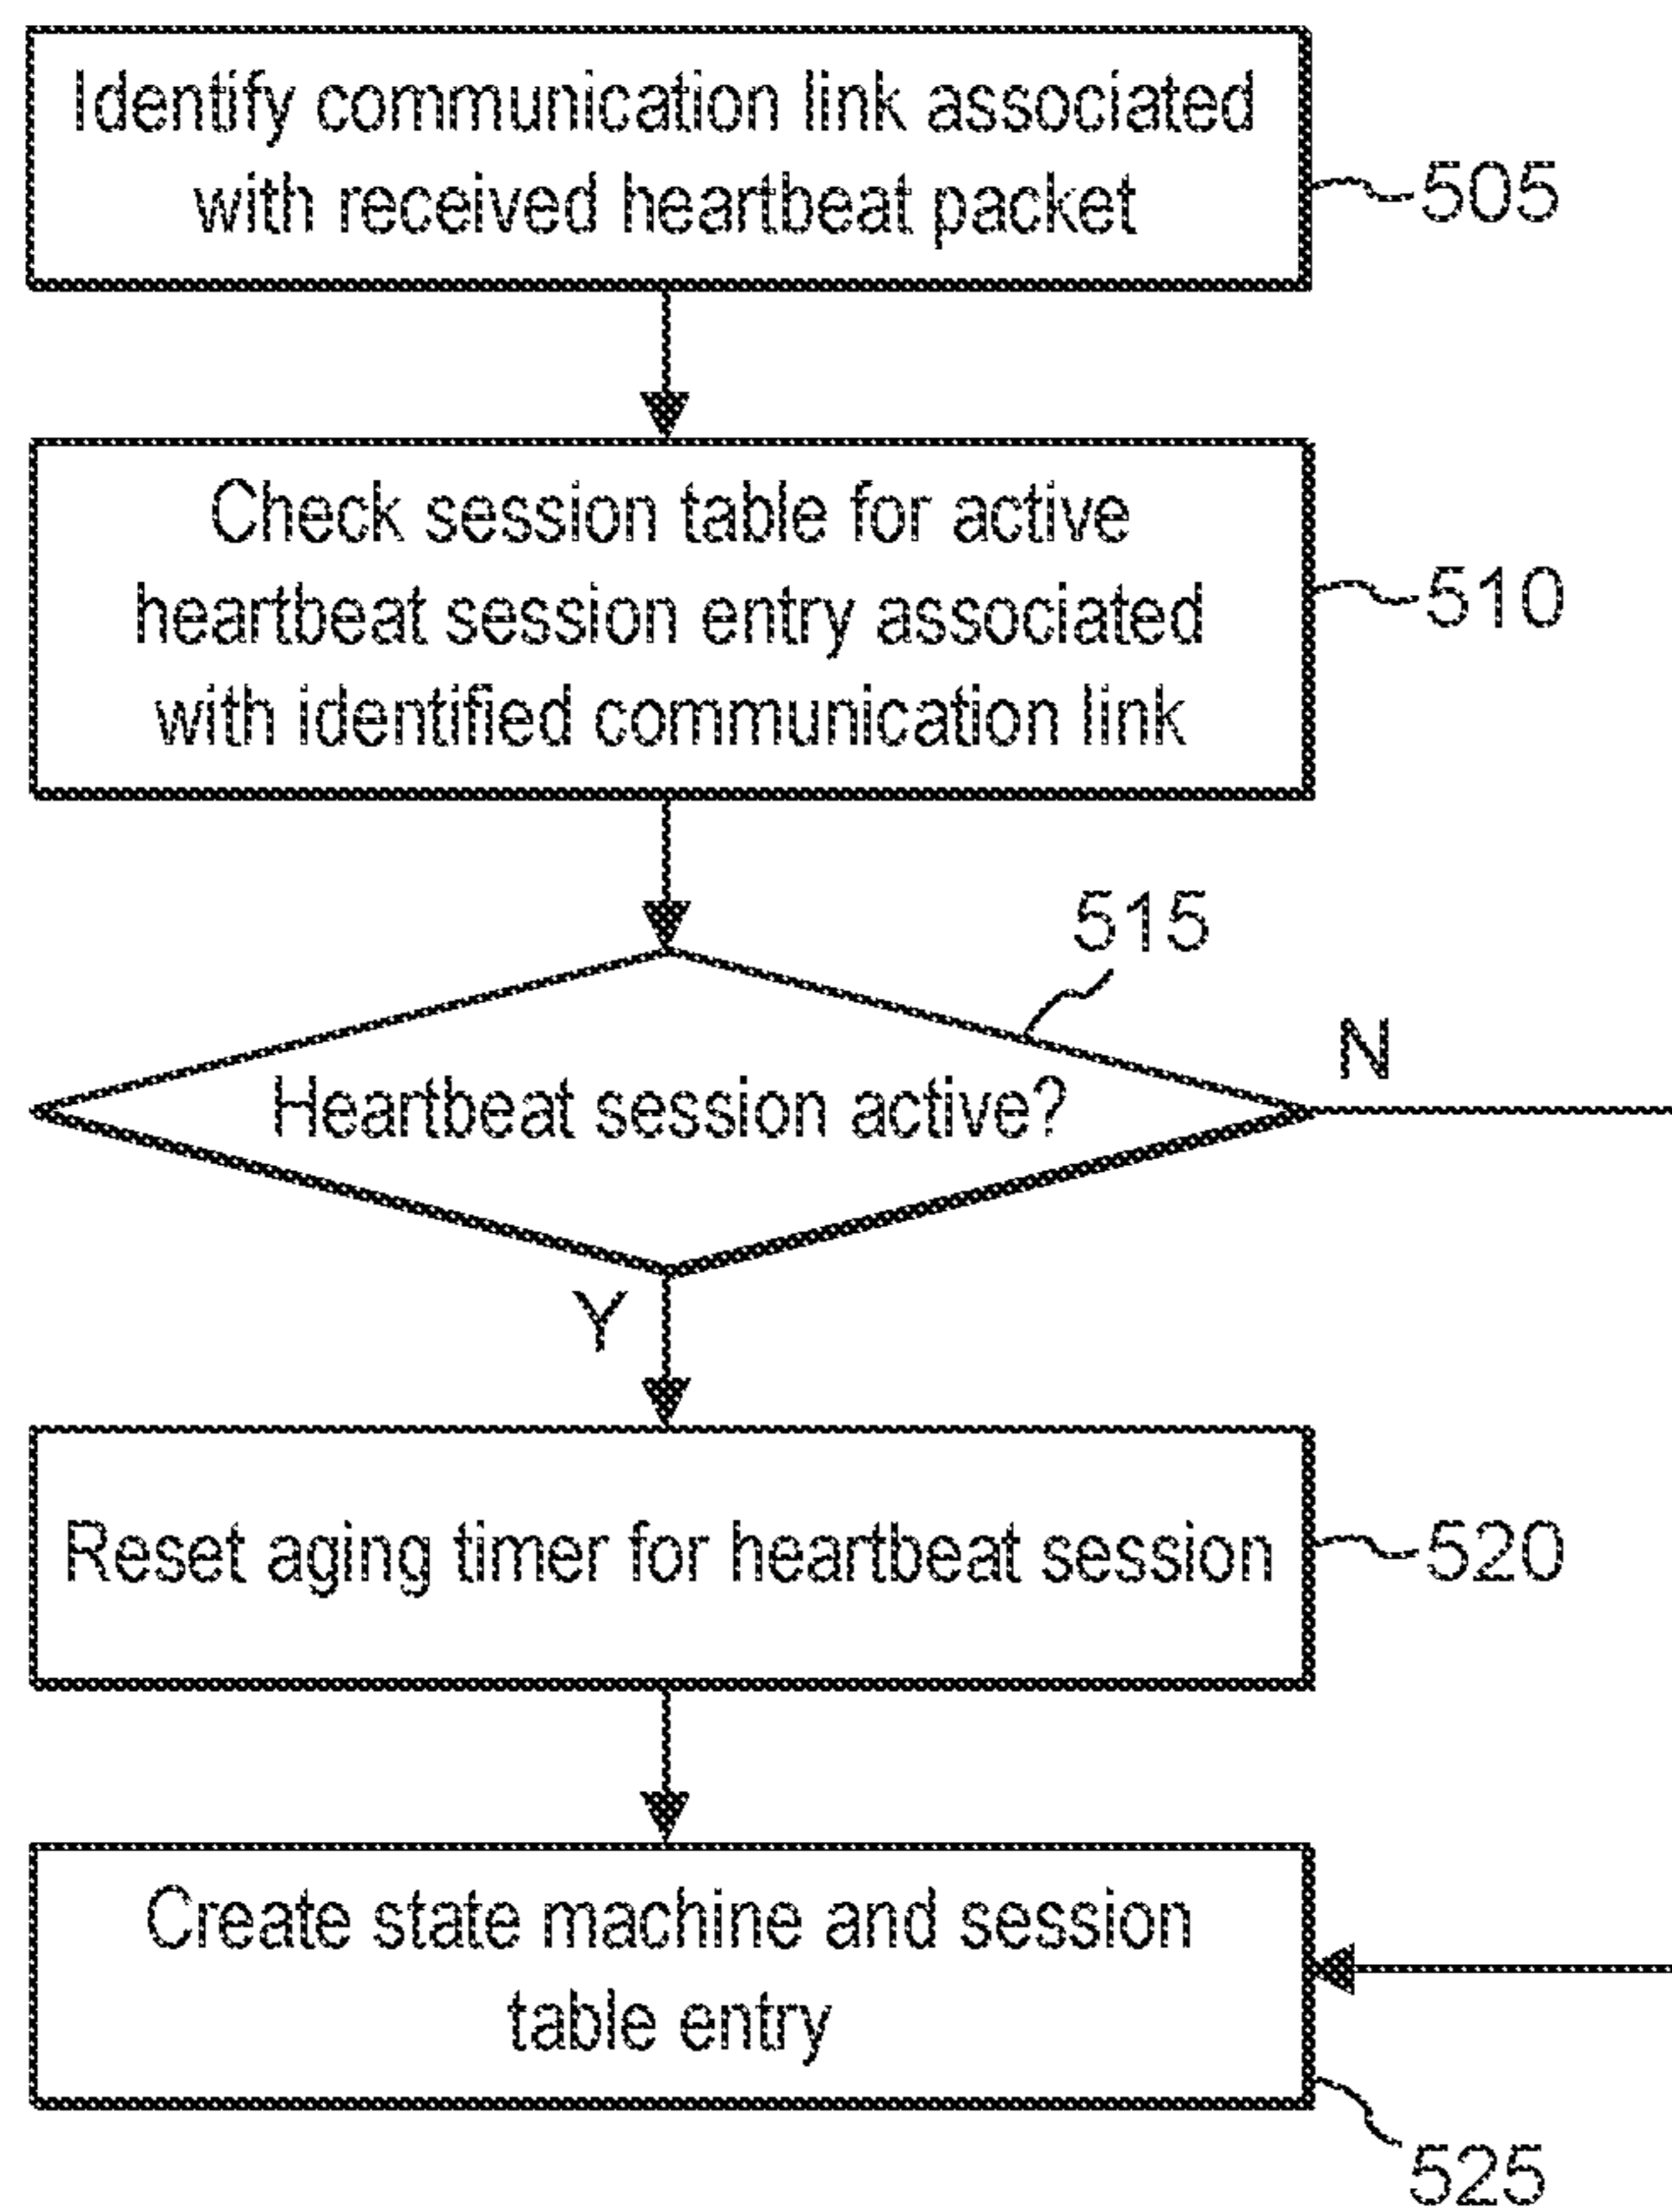 Identify communication link associated
with received heartbeat packet
505
Check session table for active
heartbeat session entry associated
with identified communication link
510
515
Heartbeat session active?
N
Y
Reset aging timer for heartbeat session
520
Create state machine and session
table entry
525